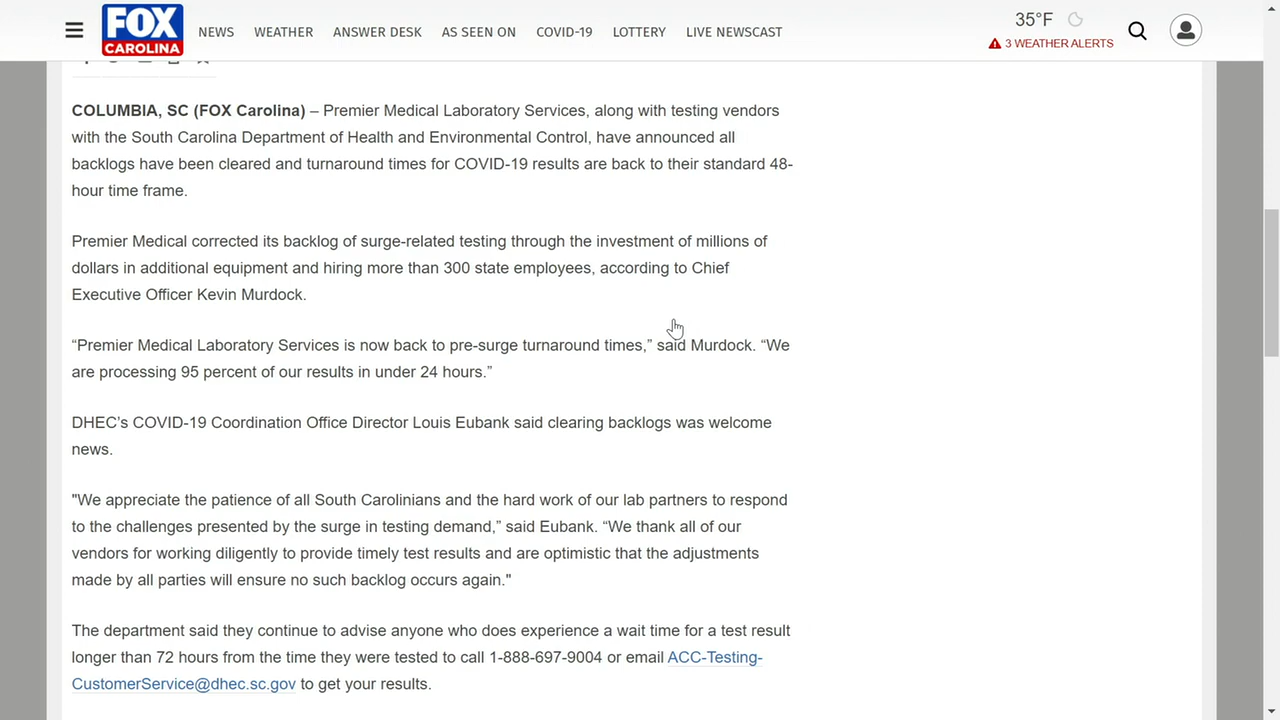 FOX
CAROLINA
NEWS
WEATHER
ANSWER DESK
AS SEEN ON
COVID-19
LOTTERY
LIVE NEWSCAST
35°F
3 WEATHER ALERTS
COLUMBIA, SC (FOX Carolina) – Premier Medical Laboratory Services, along with testing vendors
with the South Carolina Department of Health and Environmental Control, have announced all
backlogs have been cleared and turnaround times for COVID-19 results are back to their standard 48-
hour time frame.
Premier Medical corrected its backlog of surge-related testing through the investment of millions of
dollars in additional equipment and hiring more than 300 state employees, according to Chief
Executive Officer Kevin Murdock.
“Premier Medical Laboratory Services is now back to pre-surge turnaround times,” said Murdock. “We
are processing 95 percent of our results in under 24 hours.”
DHEC's COVID-19 Coordination Office Director Louis Eubank said clearing backlogs was welcome
news.
"We appreciate the patience of all South Carolinians and the hard work of our lab partners to respond
to the challenges presented by the surge in testing demand,” said Eubank. “We thank all of our
vendors for working diligently to provide timely test results and are optimistic that the adjustments
made by all parties will ensure no such backlog occurs again."
The department said they continue to advise anyone who does experience a wait time for a test result
longer than 72 hours from the time they were tested to call 1-888-697-9004 or email ACC-Testing-
CustomerService@dhec.sc.gov to get your results.